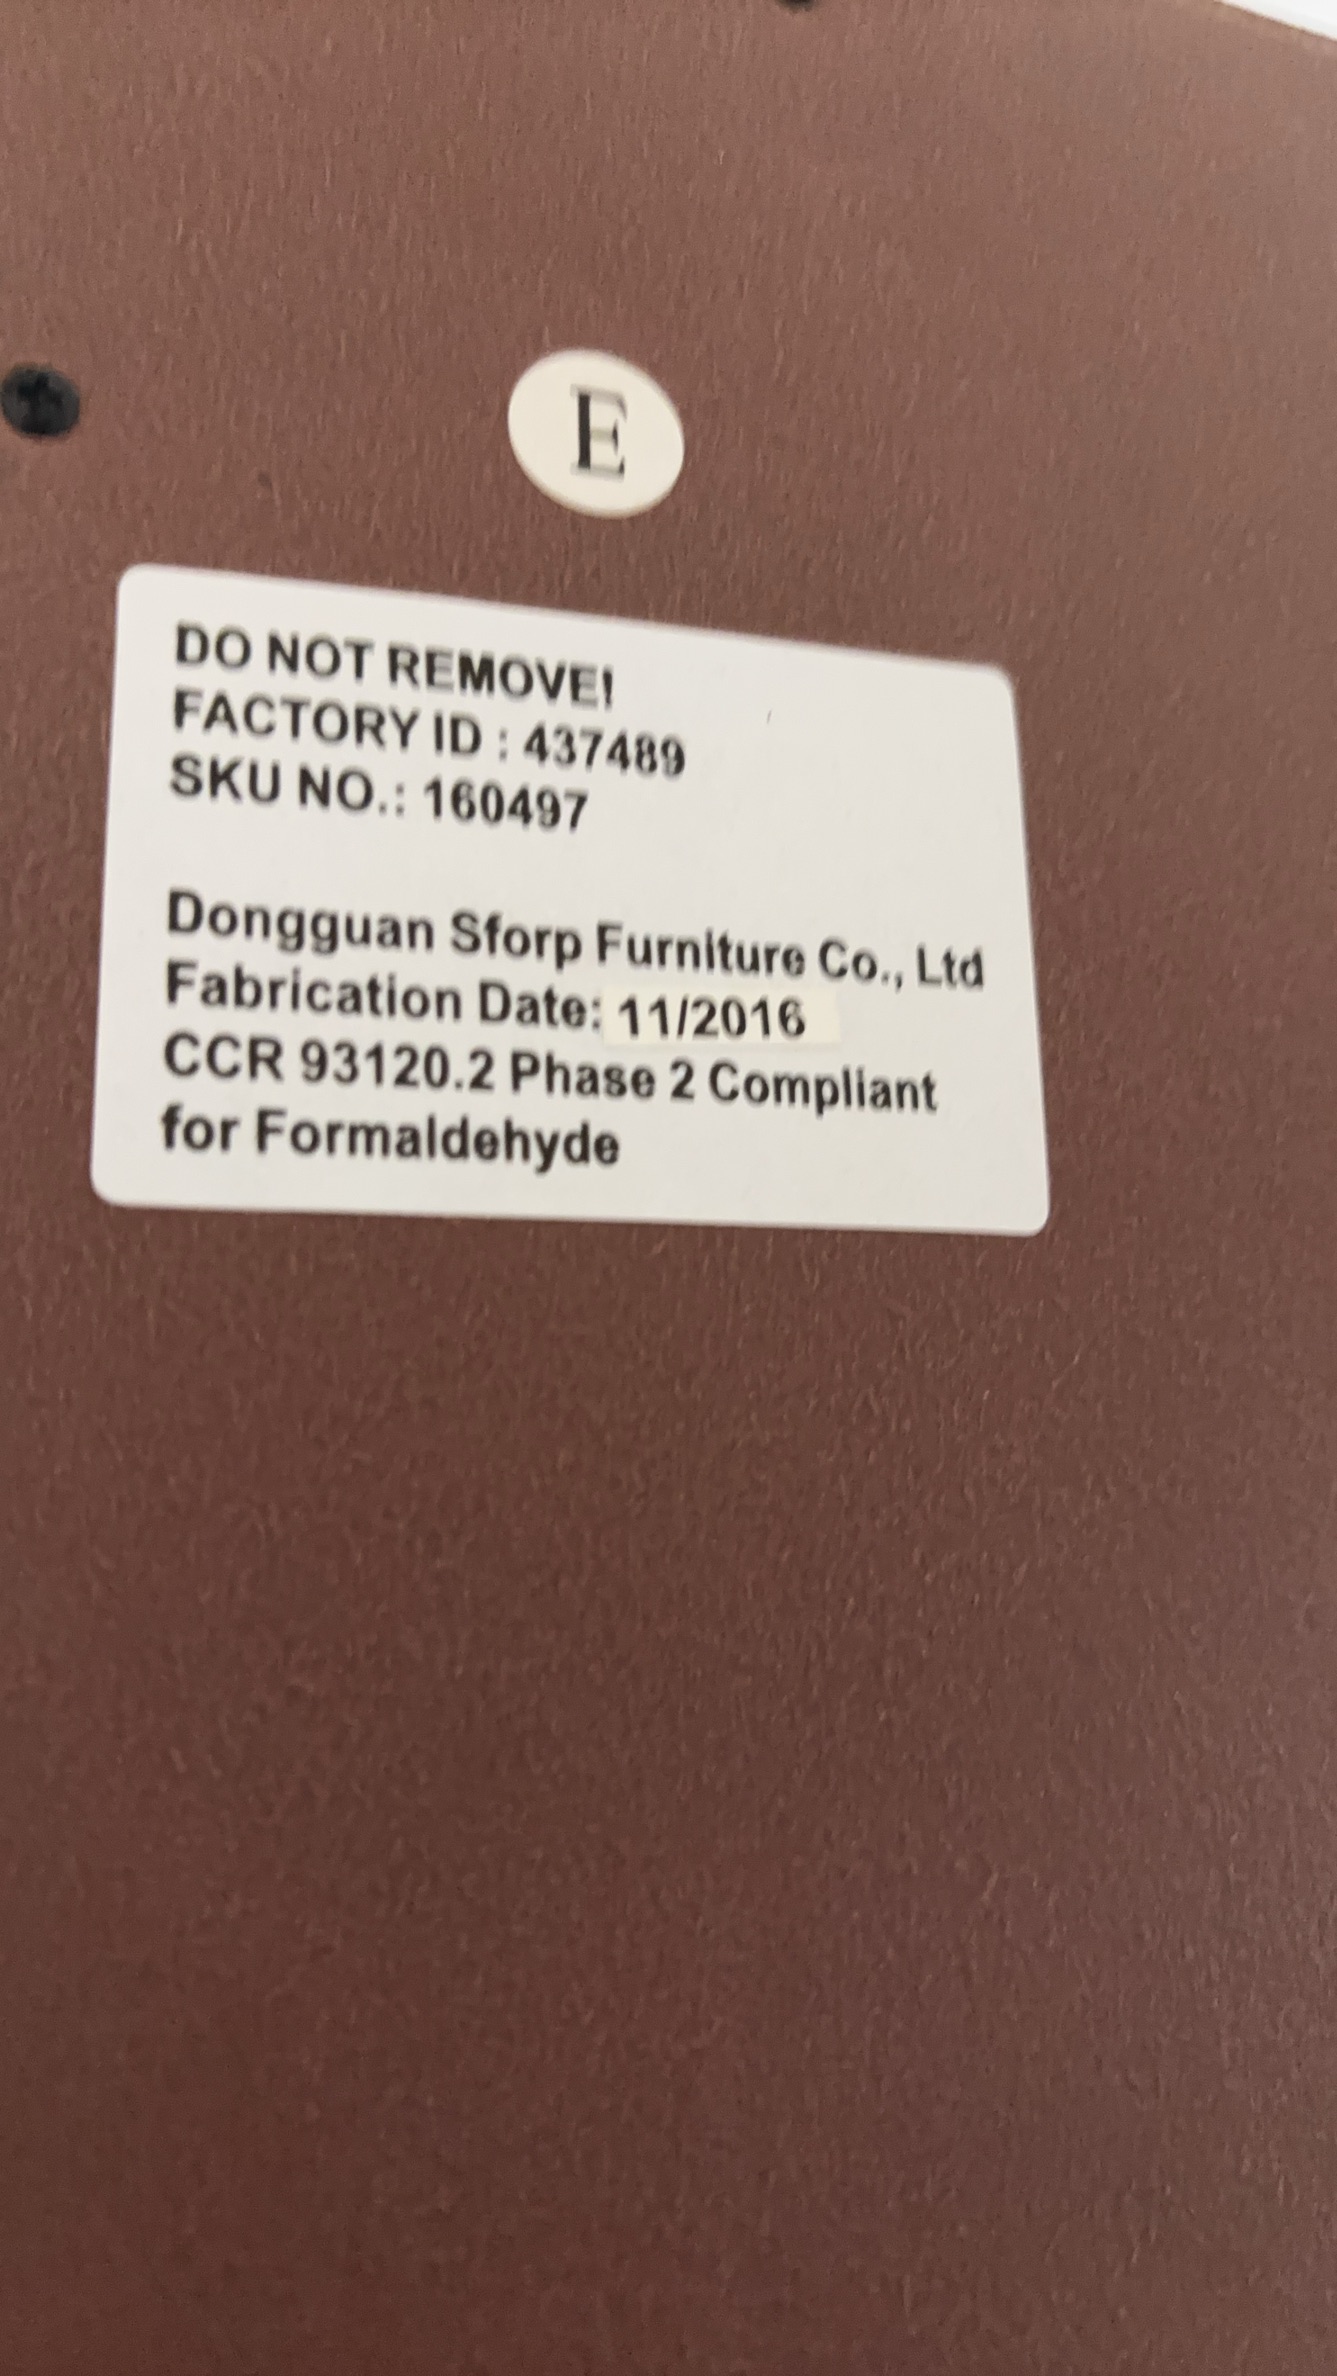 E
DO NOT REMOVE!
FACTORY ID : 437489
SKU NO.: 160497
Dongguan Sforp Furniture Co., Ltd
Fabrication Date: 11/2016
CCR 93120.2 Phase 2 Compliant
for Formaldehyde